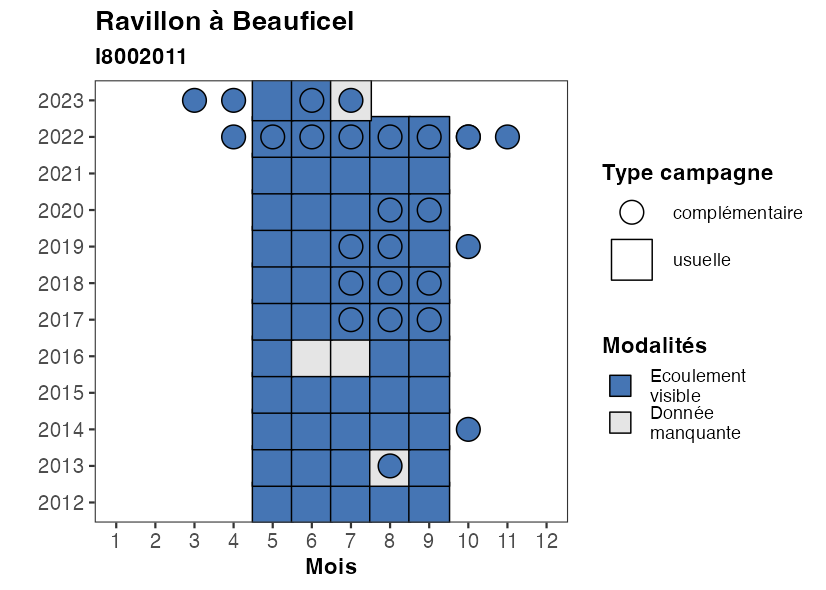 Ravillon à Beauficel
I8002011
2023
2022
2021
2020
2019
2018
2017
2016
2015
2014
2013
2012
1 2 3 4 5 6 7 8 9 10 11 12
Mois
Type campagne
complémentaire
usuelle
Modalités
Ecoulement
visible
Donnée
manquante